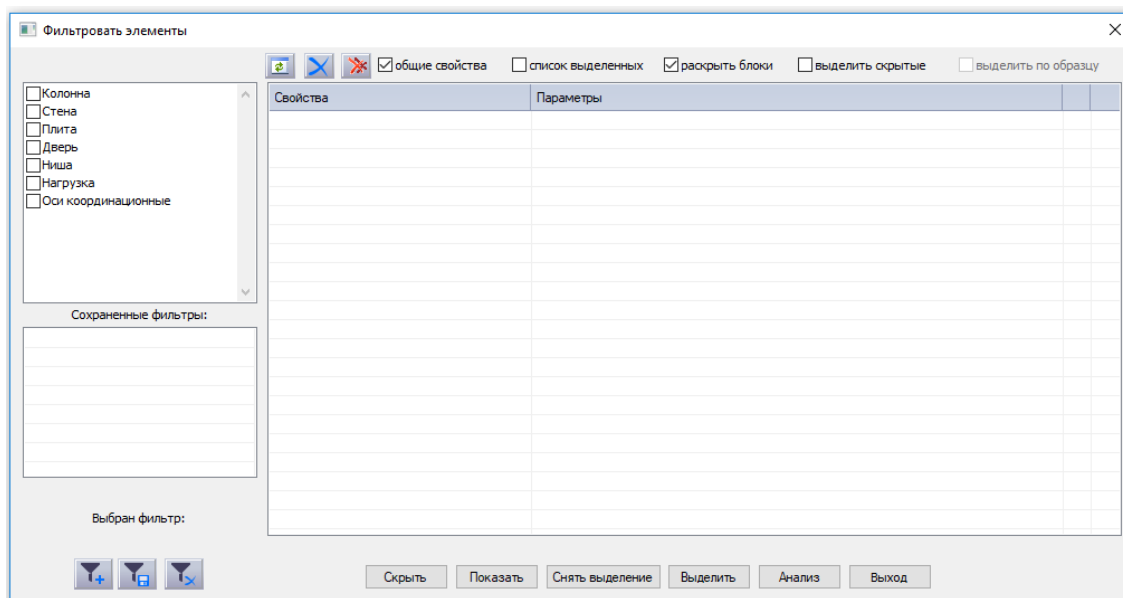 Фильтровать элементы
общие свойства список выделенных раскрыть блоки выделить скрытые выделить по образцу
Колонна
Стена
Плита
Дверь
Ниша
Нагрузка
Оси координационные
Свойства Параметры
Сохраненные фильтры:
Выбран фильтр:
Скрыть Показать Снять выделение Выделить Анализ Выход